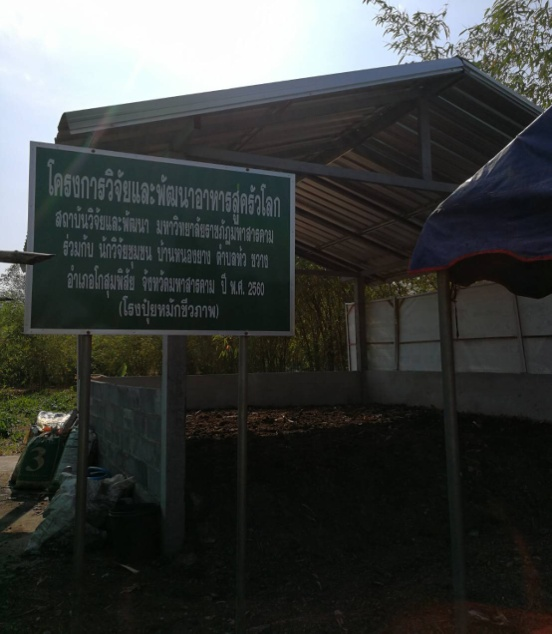 โครงการวิจัยและพัฒนาอาหารสู่ครัวโลก
สถาบันวิจัยและพัฒนา มหาวิทยาลัยราชภัฏมหาสารคาม
ร่วมกับ นักวิจัยชุมชน บ้านหนองยาง ตำบลหัว ขวาง
อำเภอโกสุมพิสัย จังหวัดมหาสารคาม ปี พ.ศ. 2560
(โรงปุ๋ยหมักชีวภาพ)
3